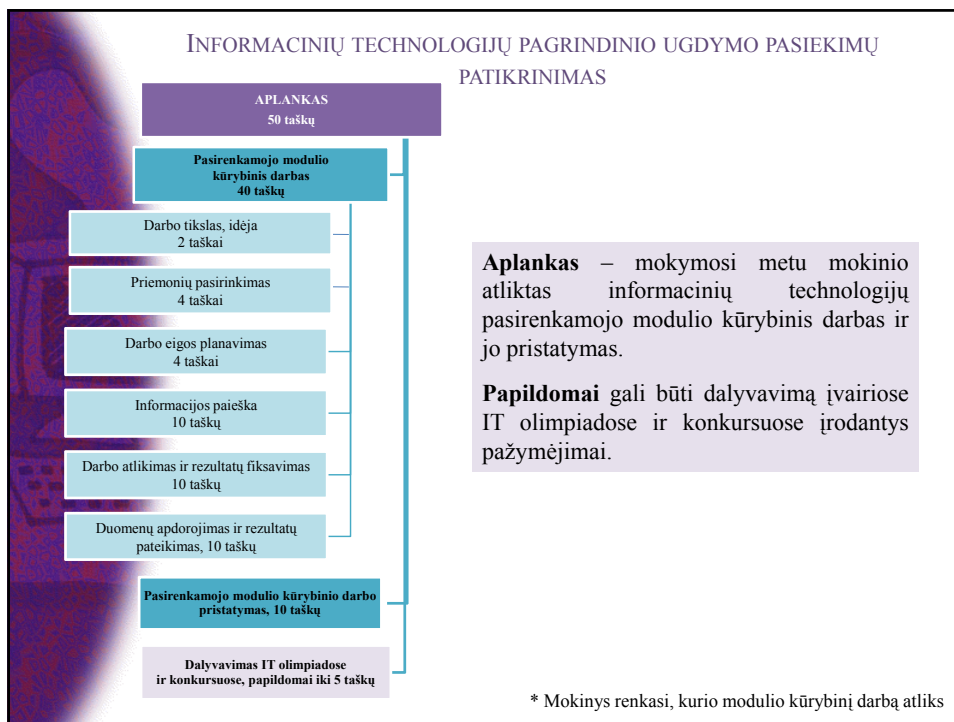 INFORMACINIŲ TECHNOLOGIJŲ PAGRINDINIO UGDYMO PASIEKIMŲ
PATIKRINIMAS
APLANKAS
50 taškų
Pasirenkamojo modulio
kūrybinis darbas
40 taškų
Darbo tikslas, idėja
2 taškai
Priemonių pasirinkimas
4 taškai
Darbo eigos planavimas
4 taškai
Informacijos paieška
10 taškų
Darbo atlikimas ir rezultatų fiksavimas
10 taškų
Duomenų apdorojimas ir rezultatų
pateikimas, 10 taškų
Pasirenkamojo modulio kūrybinio darbo
pristatymas, 10 taškų
Dalyvavimas IT olimpiadose
ir konkursuose, papildomai iki 5 taškų
Aplankas – mokymosi metu mokinio
atliktas informacinių technologijų
pasirenkamojo modulio kūrybinis darbas ir
jo pristatymas.
Papildomai gali būti dalyvavimą įvairiose
IT olimpiadose ir konkursuose įrodantys
pažymėjimai.
* Mokinys renkasi, kurio modulio kūrybinį darbą atliks